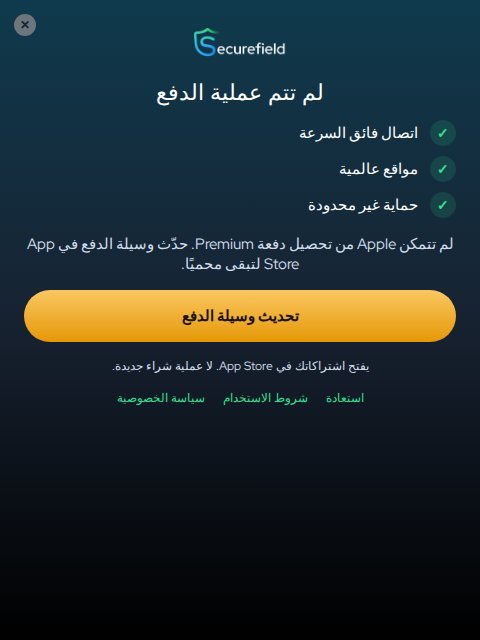 Securefield
لم تتم عملية الدفع
اتصال فائق السرعة
مواقع عالمية
حماية غير محدودة
لم تتمكن Apple من تحصيل دفعة Premium. حدّث وسيلة الدفع في App
Store لتبقى محميًا.
تحديث وسيلة الدفع
يفتح اشتراكاتك في App Store. لا عملية شراء جديدة.
استعادة شروط الاستخدام سياسة الخصوصية